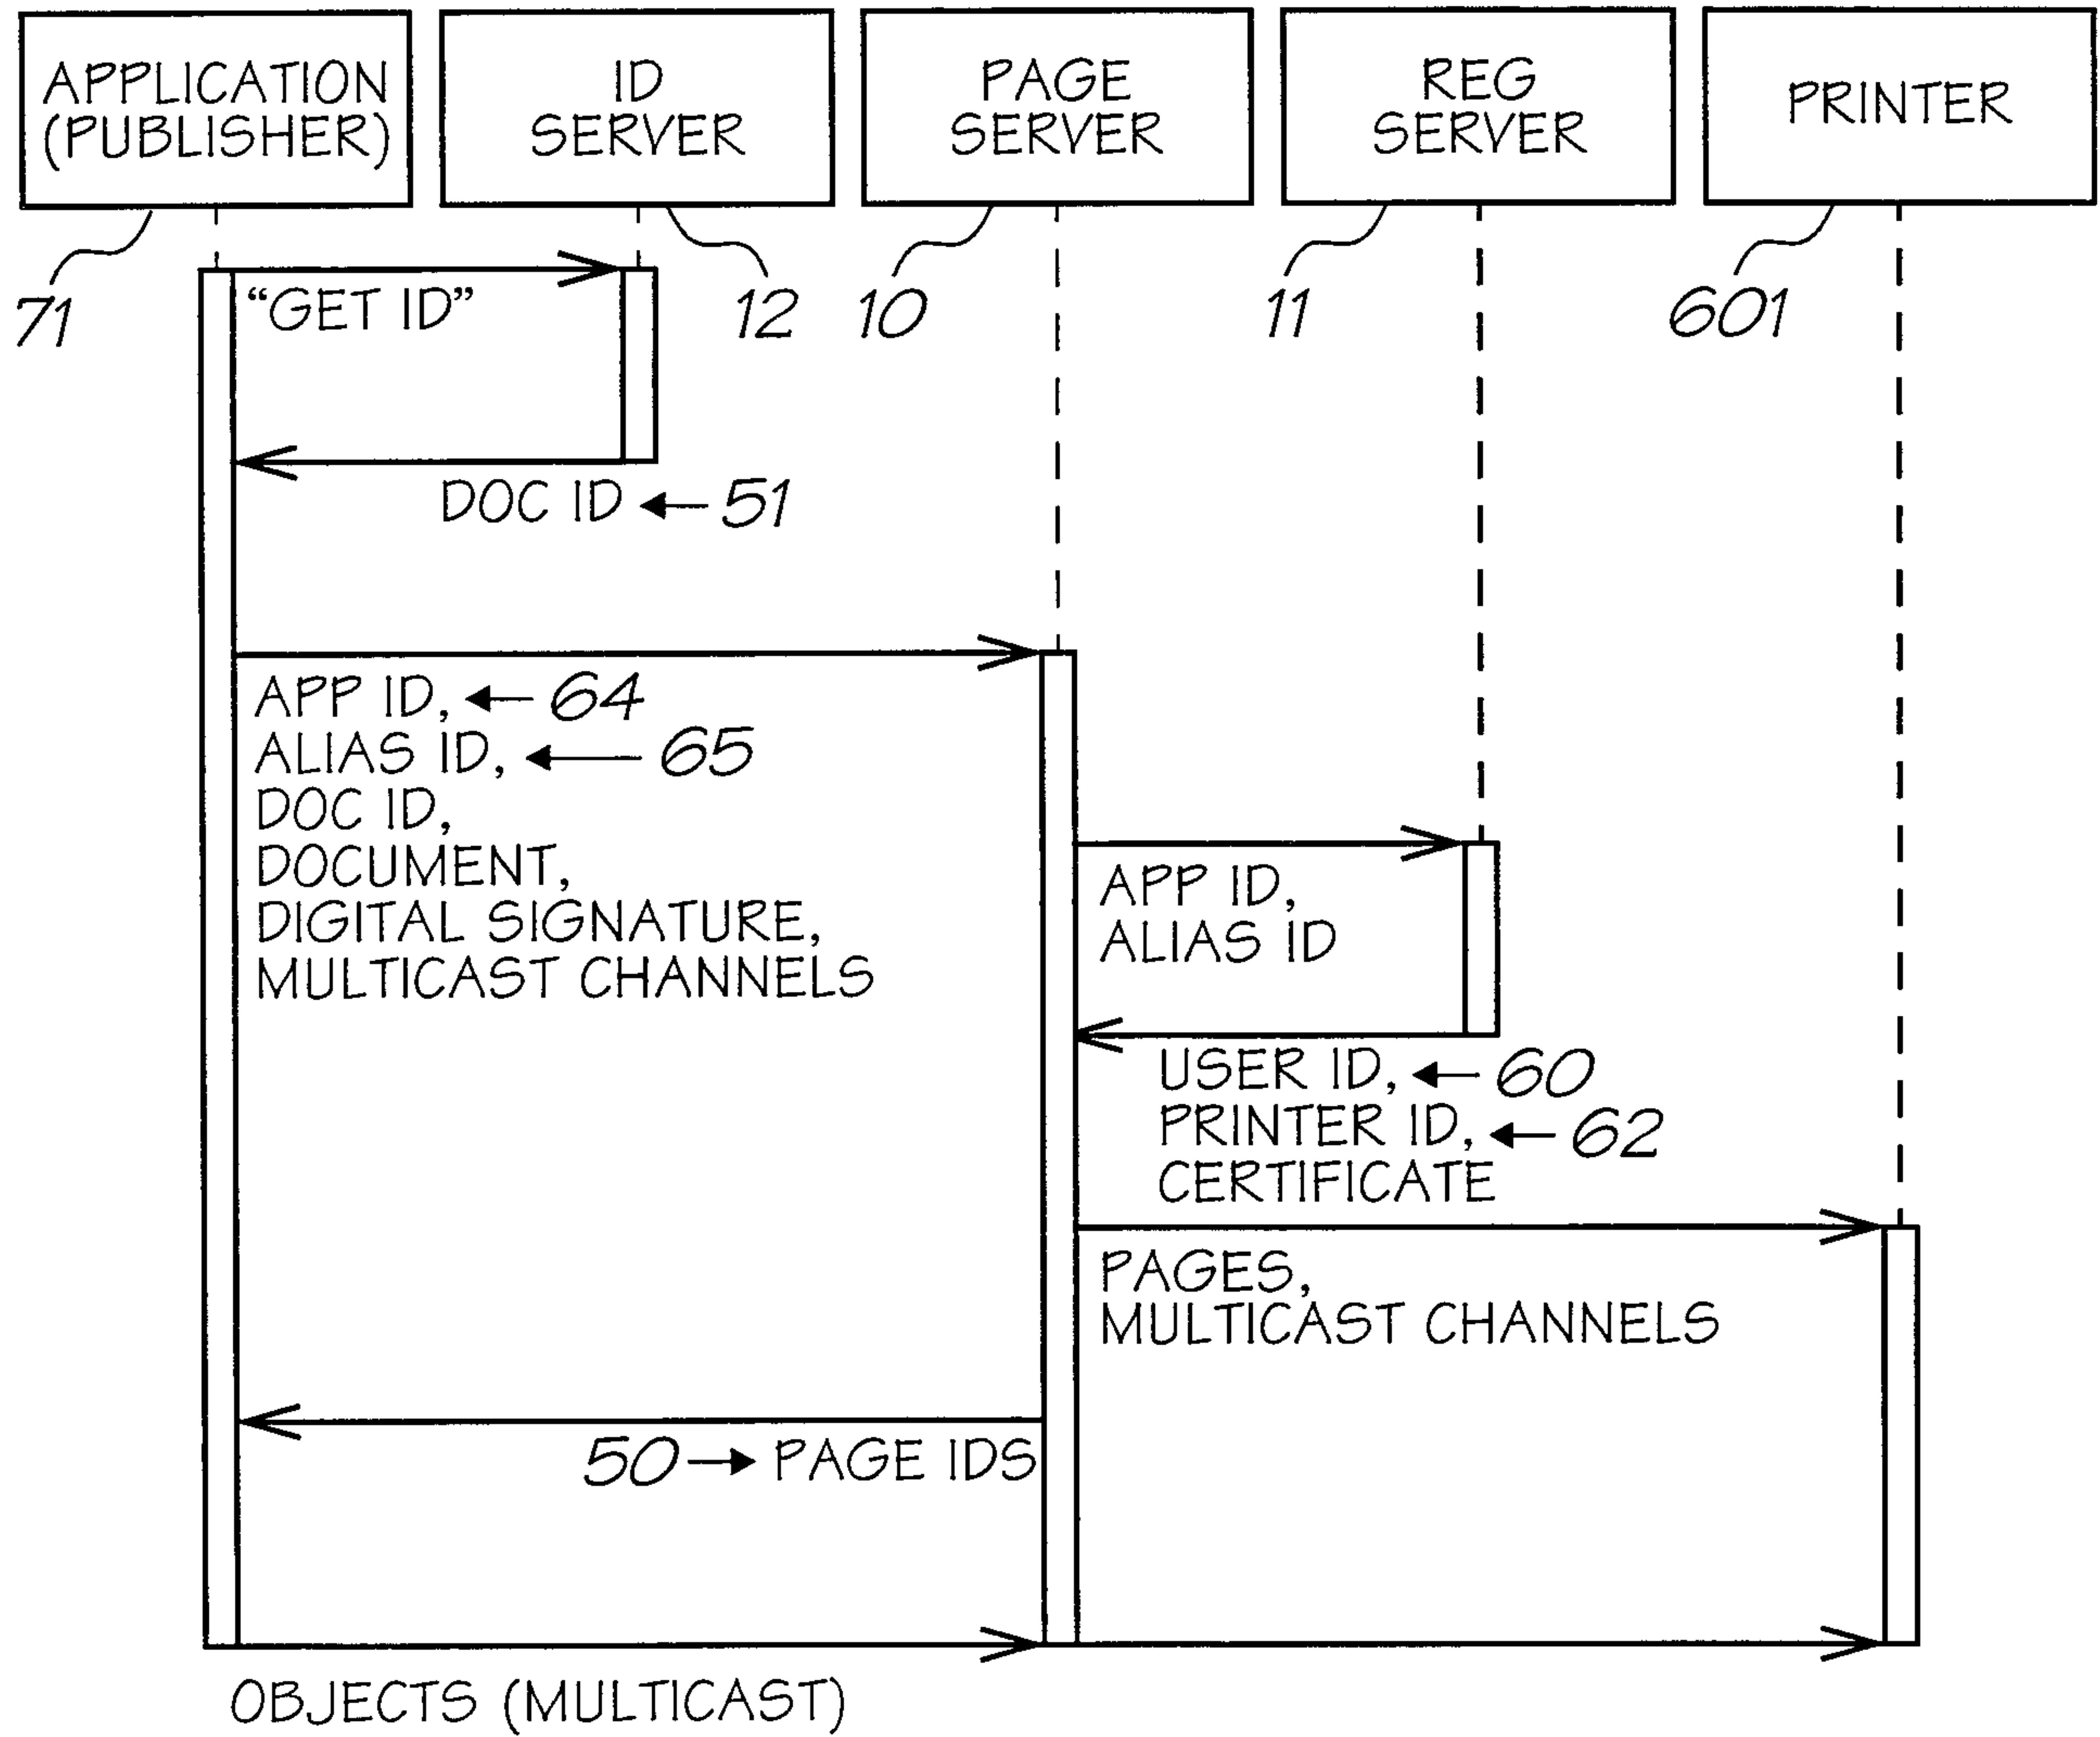 APPLICATION
(PUBLISHER)
ID
SERVER
PAGE
SERVER
REG
SERVER
PRINTER
71
12
10
11
601
“GET ID”
DOC ID
51
APP ID,
64
ALIAS ID,
65
DOC ID,
DOCUMENT,
DIGITAL SIGNATURE,
MULTICAST CHANNELS
APP ID,
ALIAS ID
USER ID,
60
PRINTER ID,
62
CERTIFICATE
PAGES,
MULTICAST CHANNELS
50
PAGE IDS
OBJECTS (MULTICAST)